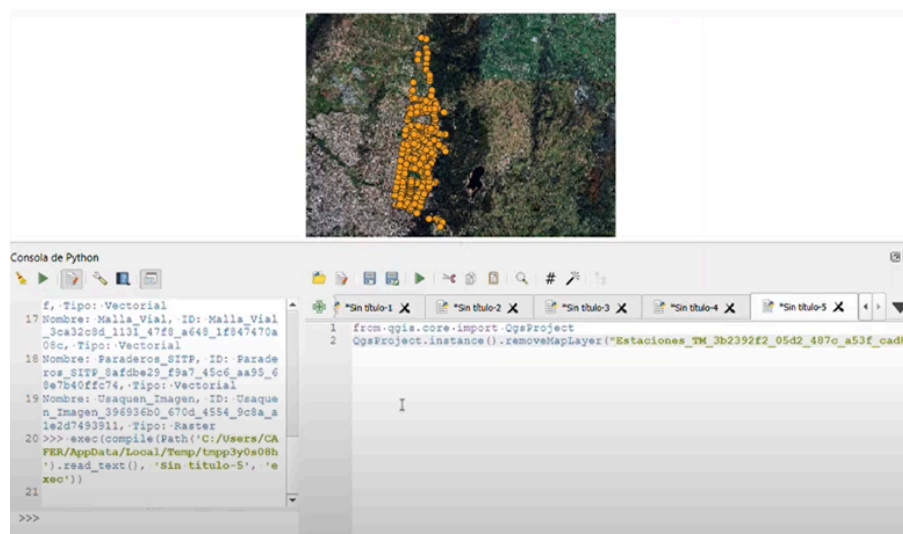 Consola de Python
f, Tipo: Vectorial
17 Nombre: Malla_Vial, ID: Malla_Vial
_3ca32c8d_1131_47f8_a648_1f847470a
08c, Tipo: Vectorial
18 Nombre: Paraderos_SITP, ID: Parade
ros_SITP_8afdbe29_f9a7_45c6_aa95_6
8e7b40ffc74, Tipo: Vectorial
19 Nombre: Usaquen_Imagen, ID: Usaque
n_Imagen_396936b0_670d_4554_9c8a_a
1e2d7493911, Tipo: Raster
20 >>> exec(compile(Path('C:/Users/CA
FER/AppData/Local/Temp/tmpp3y0s08h
').read_text(), 'Sin título-5', 'e
xec'))
21
>>>
*Sin título-1 X *Sin título-2 X *Sin título-3 X *Sin título-4 X *Sin título-5 X
1 from qgis.core import QgsProject
2 QgsProject.instance().removeMapLayer("Estaciones_TM_3b2392f2_05d2_487c_a53f_cad